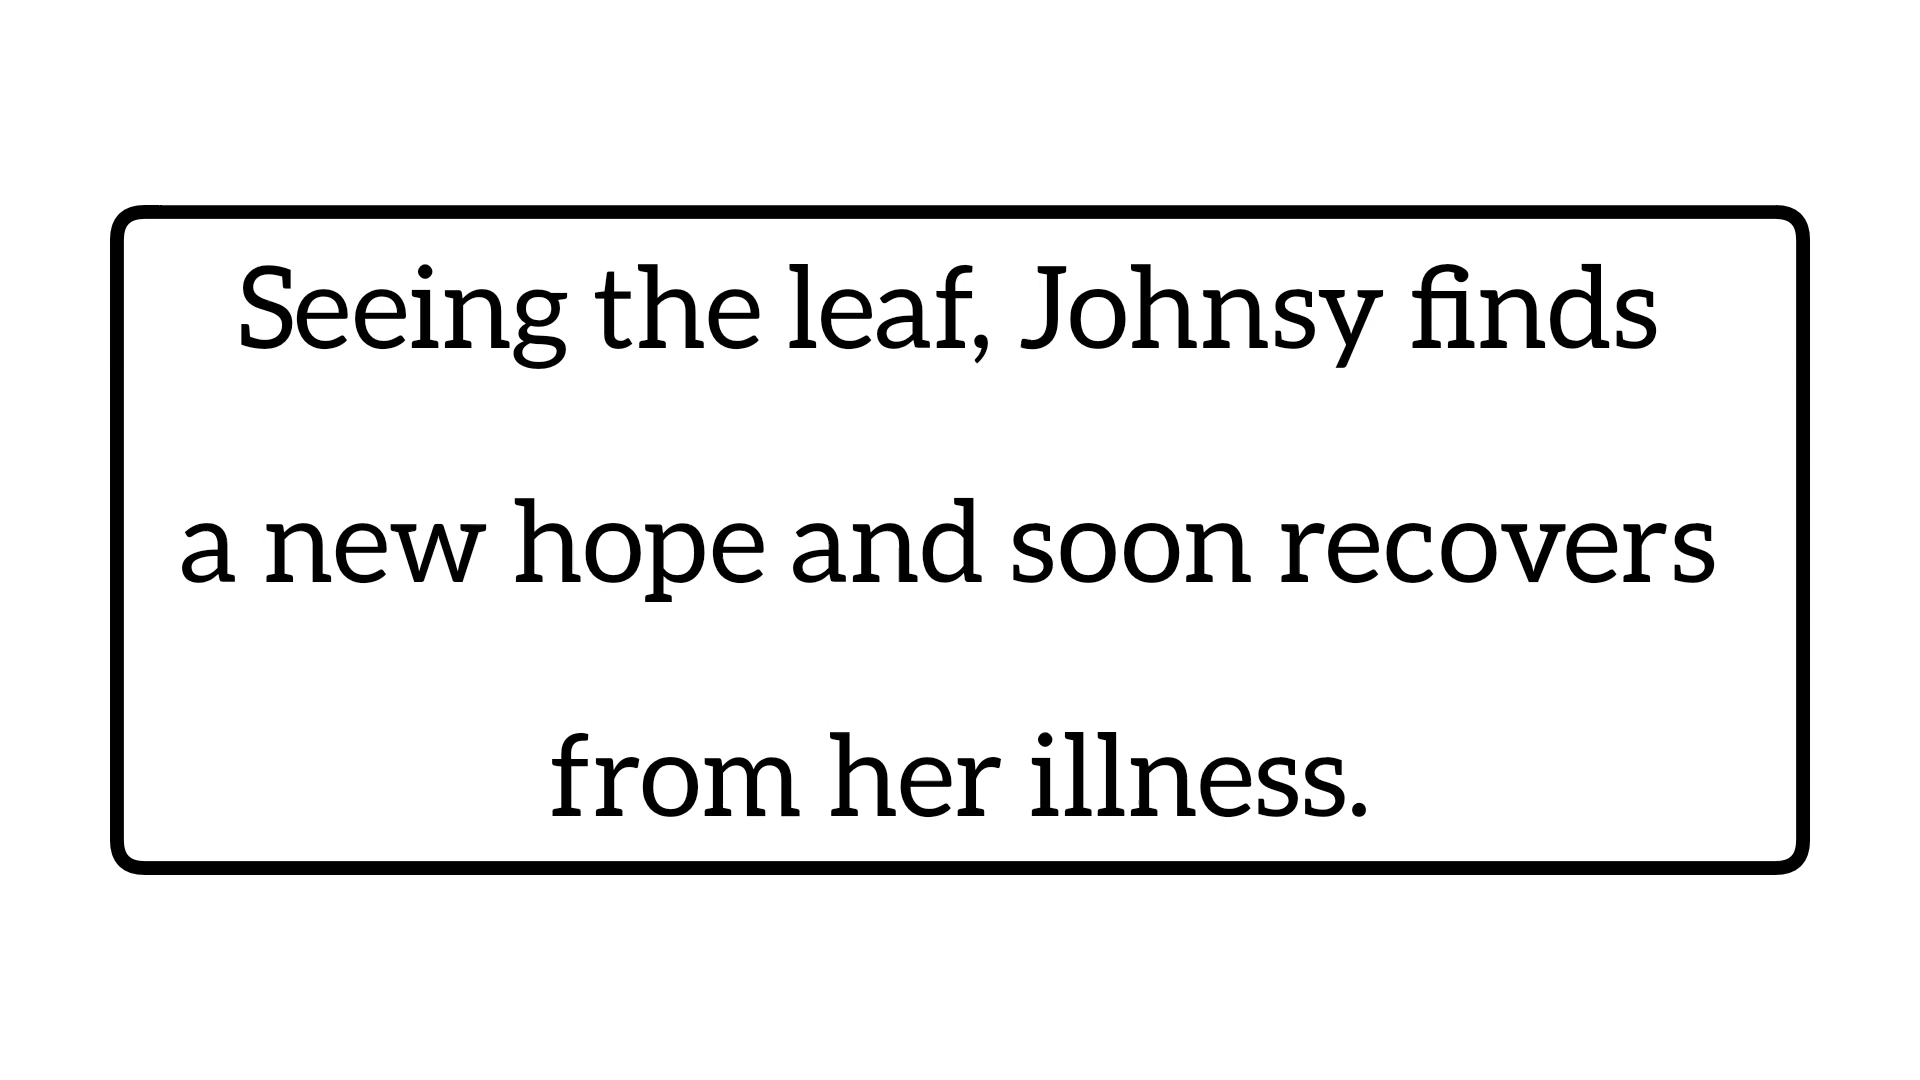 Seeing the leaf, Johnsy finds
a new hope and soon recovers
from her illness.